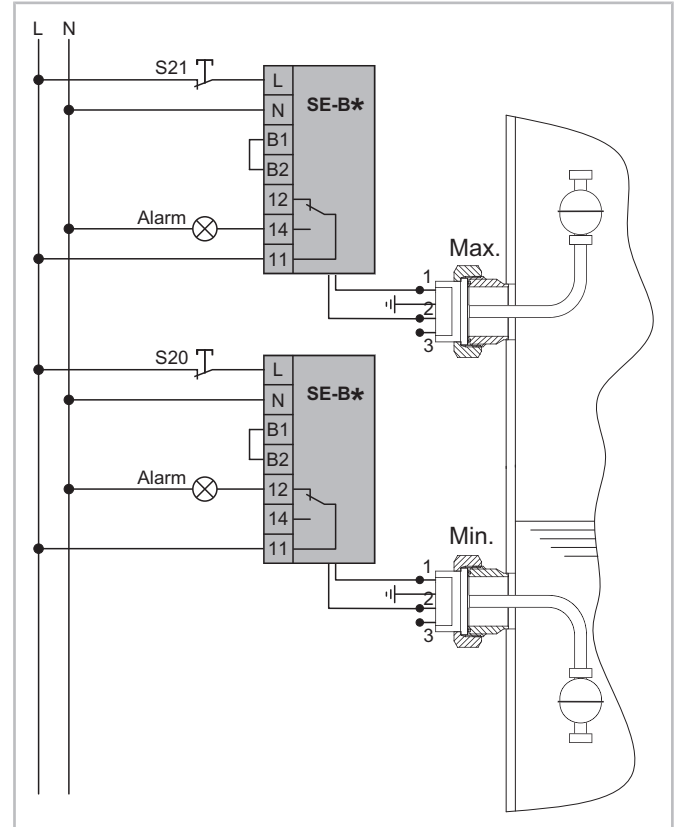 L N
S21
L
SE-B*
N
B1
B2
12
Alarm
14
11
Max.
1
2
3
S20
L
SE-B*
N
B1
B2
Alarm
12
14
11
Min.
1
2
3